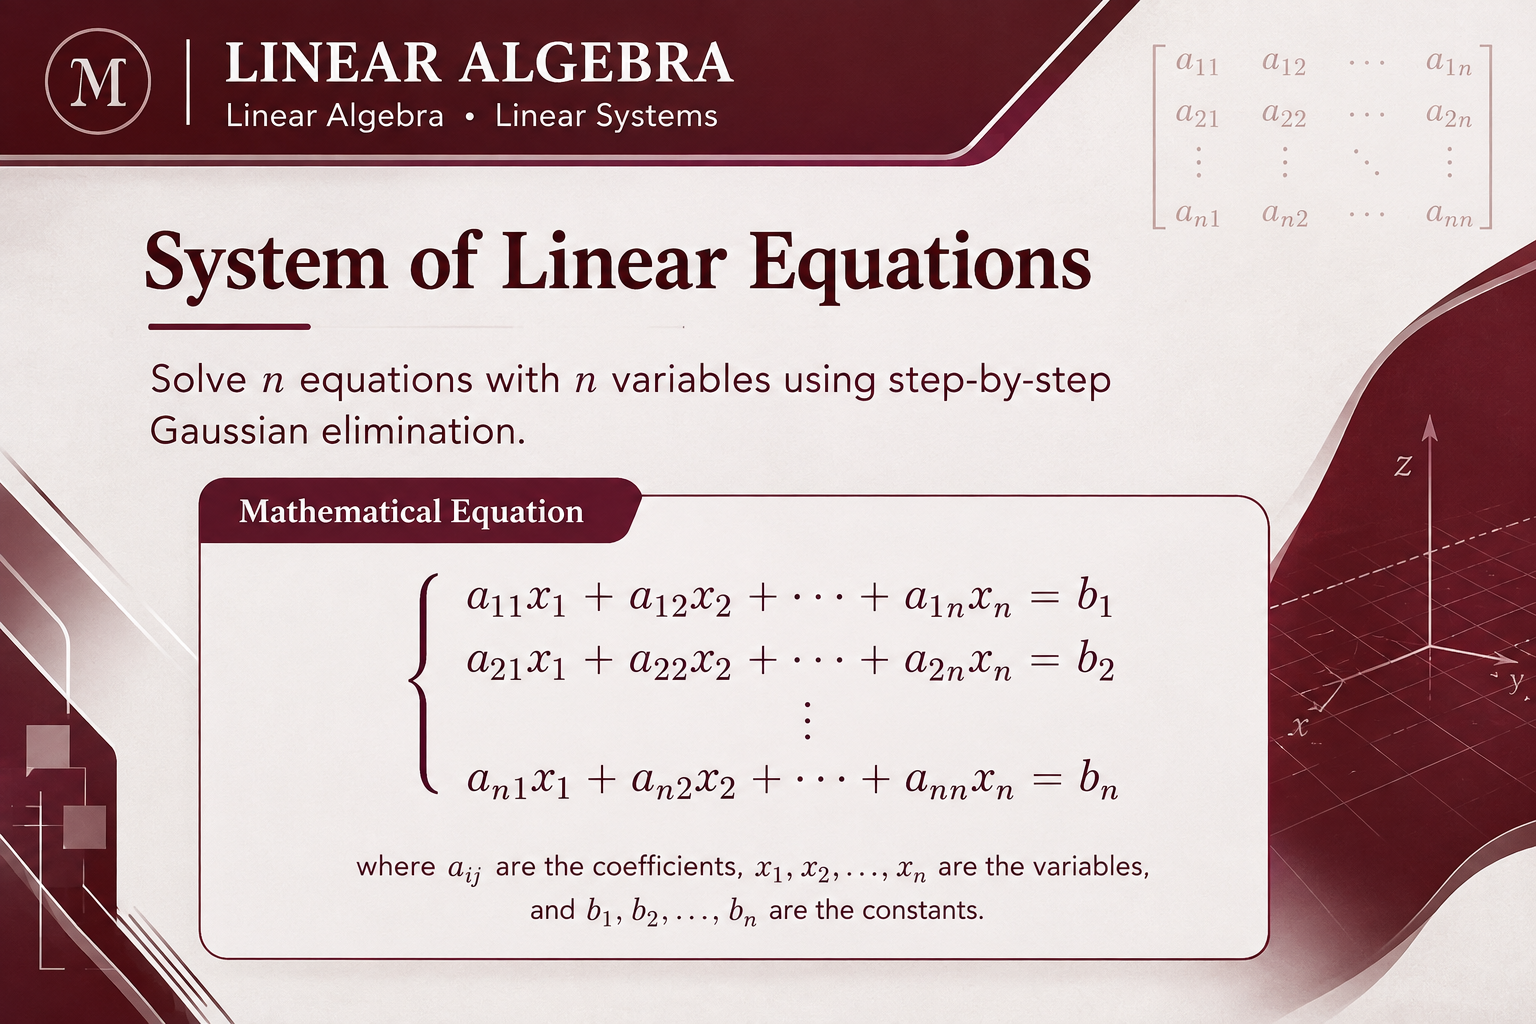 M
LINEAR ALGEBRA
Linear Algebra • Linear Systems
a₁₁ a₁₂ ⋯ a₁ₙ
a₂₁ a₂₂ ⋯ a₂ₙ
⋮ ⋮ ⋱ ⋮
aₙ₁ aₙ₂ ⋯ aₙₙ
System of Linear Equations
Solve n equations with n variables using step-by-step
Gaussian elimination.
Mathematical Equation
a₁₁x₁ + a₁₂x₂ + ⋯ + a₁ₙxₙ = b₁
a₂₁x₁ + a₂₂x₂ + ⋯ + a₂ₙxₙ = b₂
⋮
aₙ₁x₁ + aₙ₂x₂ + ⋯ + aₙₙxₙ = bₙ
where aᵢⱼ are the coefficients, x₁, x₂, …, xₙ are the variables,
and b₁, b₂, …, bₙ are the constants.
z
y
x